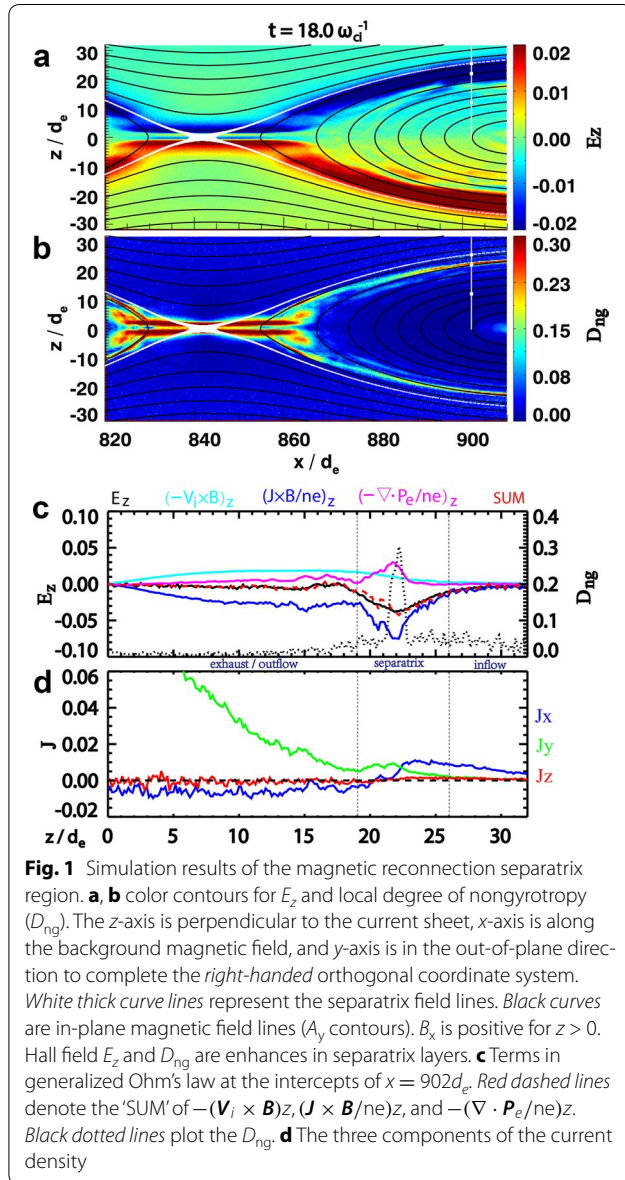 t = 18.0 ω_ci^-1
a
30
20
10
0
-10
-20
-30
z / d_e
0.02
0.01
0.00
-0.01
-0.02
Ez
b
30
20
10
0
-10
-20
-30
z / d_e
0.30
0.23
0.15
0.08
0.00
D_ng
820 840 860 880 900
x / d_e
E_z (-V_i×B)_z (J×B/ne)_z (-∇·P_e/ne)_z SUM
c
0.10
0.05
0.00
-0.05
-0.10
E_z
0.4
0.3
0.2
0.1
0.0
D_ng
exhaust / outflow separatrix inflow
d
0.06
0.04
0.02
0.00
-0.02
J
Jx
Jy
Jz
z/d_e 0 5 10 15 20 25 30
Fig. 1 Simulation results of the magnetic reconnection separatrix
region. a, b color contours for E_z and local degree of nongyrotropy
(D_ng). The z-axis is perpendicular to the current sheet, x-axis is along
the background magnetic field, and y-axis is in the out-of-plane direc-
tion to complete the right-handed orthogonal coordinate system.
White thick curve lines represent the separatrix field lines. Black curves
are in-plane magnetic field lines (A_y contours). B_x is positive for z > 0.
Hall field E_z and D_ng are enhances in separatrix layers. c Terms in
generalized Ohm's law at the intercepts of x = 902d_e. Red dashed lines
denote the 'SUM' of −(V_i × B)z, (J × B/ne)z, and −(∇ · P_e/ne)z.
Black dotted lines plot the D_ng. d The three components of the current
density